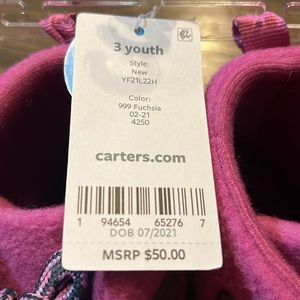 3 youth
Style:
New
YF21L22H
Color:
999 Fuchsia
02-21
4250
carters.com
1 94654 65276 7
DOB 07/2021
MSRP $50.00